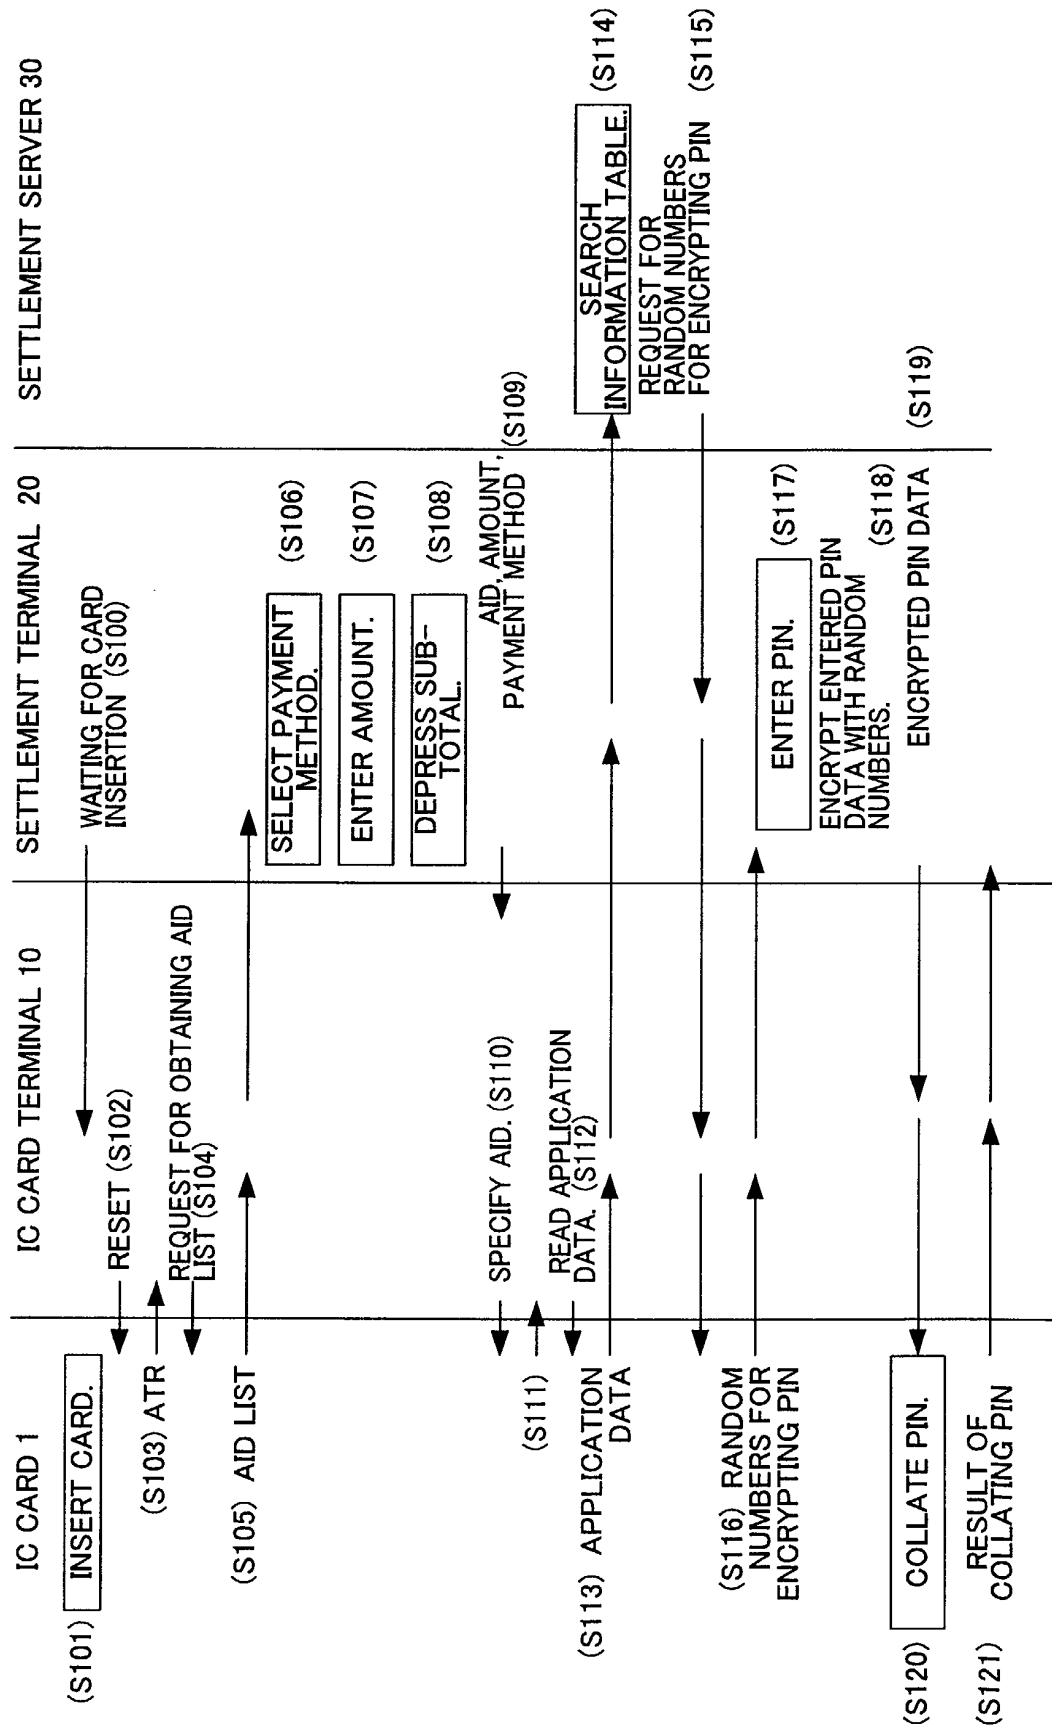 IC CARD 1
IC CARD TERMINAL 10
SETTLEMENT TERMINAL 20
SETTLEMENT SERVER 30
WAITING FOR CARD
INSERTION (S100)
(S101)
INSERT CARD.
RESET (S102)
(S103) ATR
REQUEST FOR OBTAINING AID
LIST (S104)
(S105) AID LIST
SELECT PAYMENT
METHOD.
(S106)
ENTER AMOUNT.
(S107)
DEPRESS SUB-
TOTAL.
(S108)
AID, AMOUNT,
PAYMENT METHOD
(S109)
SPECIFY AID. (S110)
(S111)
READ APPLICATION
DATA. (S112)
(S113) APPLICATION
DATA
SEARCH
INFORMATION TABLE.
(S114)
REQUEST FOR
RANDOM NUMBERS
FOR ENCRYPTING PIN
(S115)
(S116) RANDOM
NUMBERS FOR
ENCRYPTING PIN
ENTER PIN.
(S117)
ENCRYPT ENTERED PIN
DATA WITH RANDOM
NUMBERS.
(S118)
ENCRYPTED PIN DATA
(S119)
(S120)
COLLATE PIN.
(S121)
RESULT OF
COLLATING PIN